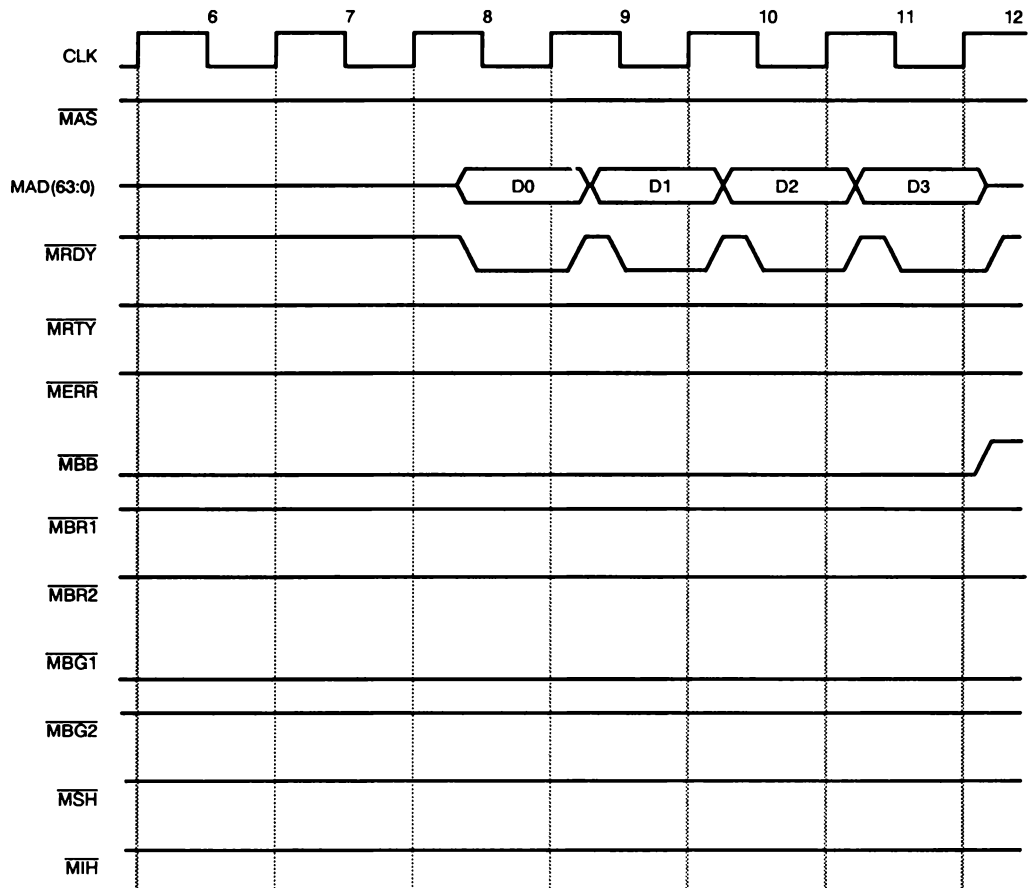 6 7 8 9 10 11 12
CLK
MAS
MAD(63:0) D0 D1 D2 D3
MRDY
MRTY
MERR
MBB
MBR1
MBR2
MBG1
MBG2
MSH
MIH